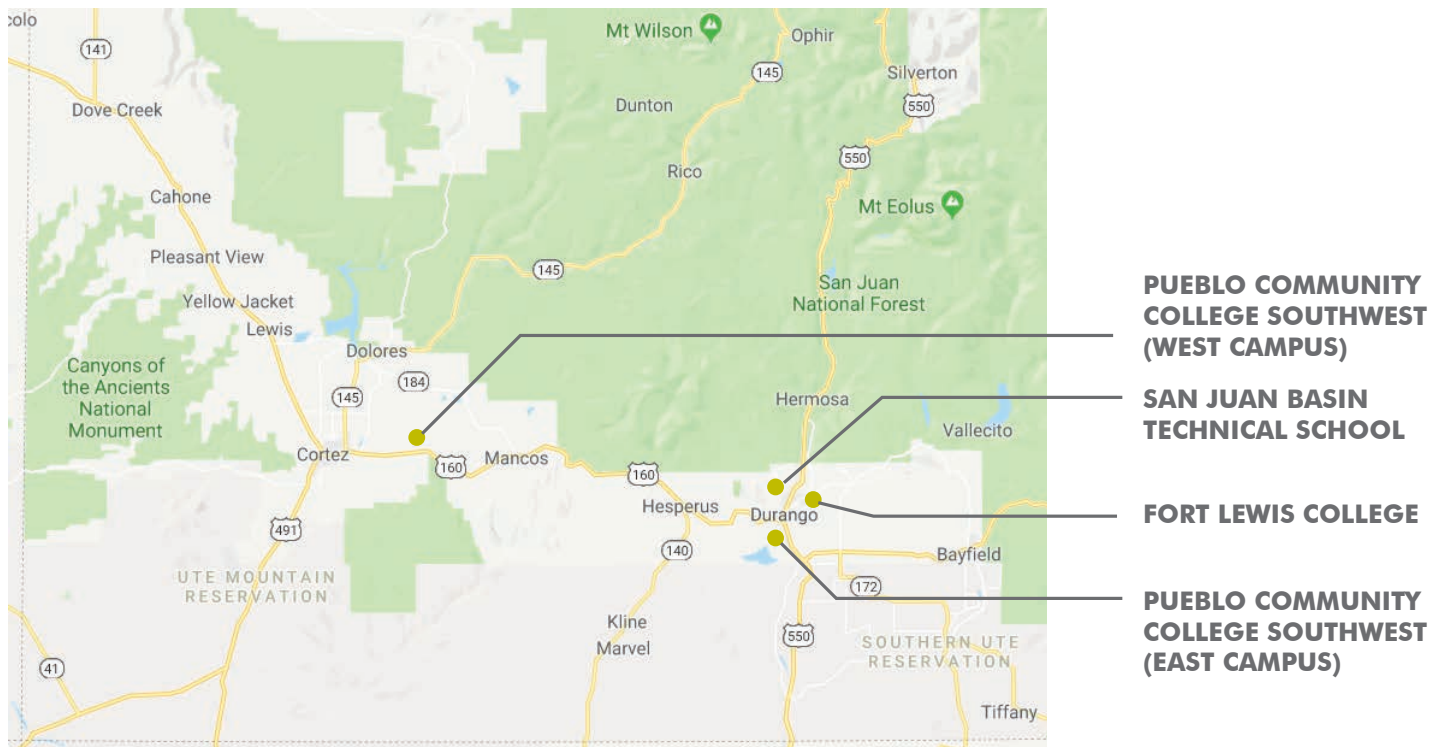 colo
141
Mt Wilson
Ophir
145
Silverton
550
Dove Creek
Dunton
550
Rico
Cahone
Mt Eolus
Pleasant View
145
San Juan
National Forest
Yellow Jacket
Lewis
Dolores
Canyons of
the Ancients
National
Monument
184
145
Hermosa
Vallecito
Cortez
160
Mancos
160
Hesperus
Durango
491
140
Bayfield
UTE MOUNTAIN
RESERVATION
172
Kline
Marvel
550
SOUTHERN UTE
RESERVATION
41
Tiffany
PUEBLO COMMUNITY
COLLEGE SOUTHWEST
(WEST CAMPUS)
SAN JUAN BASIN
TECHNICAL SCHOOL
FORT LEWIS COLLEGE
PUEBLO COMMUNITY
COLLEGE SOUTHWEST
(EAST CAMPUS)